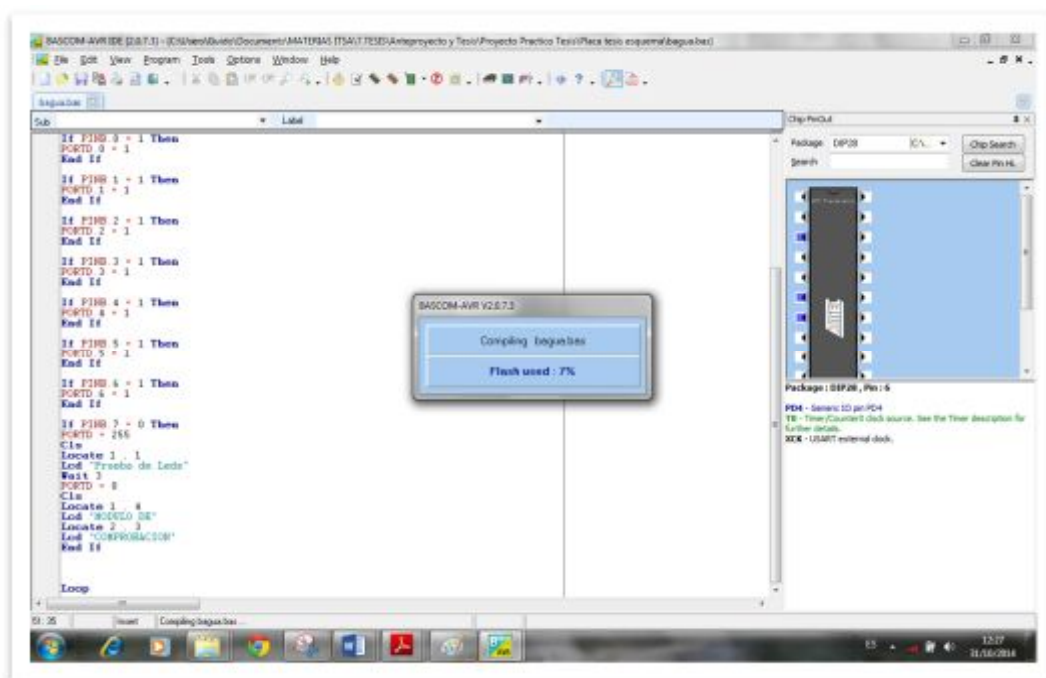 BASCOM-AVR IDE [2.0.7.3] - [C:\Users\Guido\Documents\MATERIAS ITSA\7 TESIS\Anteproyecto y Tesis\Proyecto Practico Tesis\Placa tesis esquema\bagua.bas]
File Edit View Program Tools Options Window Help
bagua.bas
Sub Label
If PINB.0 = 1 Then
PORTD.0 = 1
End If
If PINB.1 = 1 Then
PORTD.1 = 1
End If
If PINB.2 = 1 Then
PORTD.2 = 1
End If
If PINB.3 = 1 Then
PORTD.3 = 1
End If
If PINB.4 = 1 Then
PORTD.4 = 1
End If
If PINB.5 = 1 Then
PORTD.5 = 1
End If
If PINB.6 = 1 Then
PORTD.6 = 1
End If
If PINB.7 = 0 Then
PORTD = 255
Cls
Locate 1 , 1
Lcd "Prueba de Leds"
Wait 3
PORTD = 0
Cls
Locate 1 , 4
Lcd "MODULO DE"
Locate 2 , 3
Lcd "COMPROBACION"
End If
Loop
BASCOM-AVR V2.0.7.3
Compiling bagua.bas
Flash used : 7%
Chip PinOut
Package DIP28 C:\... Chip Search
Search Clear Pin HL
Package : DIP28 , Pin : 6
PD4 - Generic IO pin PD4
T0 - Timer/Counter0 clock source. See the Timer description for
further details.
XCK - USART external clock.
51: 35 Insert Compiling bagua.bas ...
ES 12:27
31/10/2014